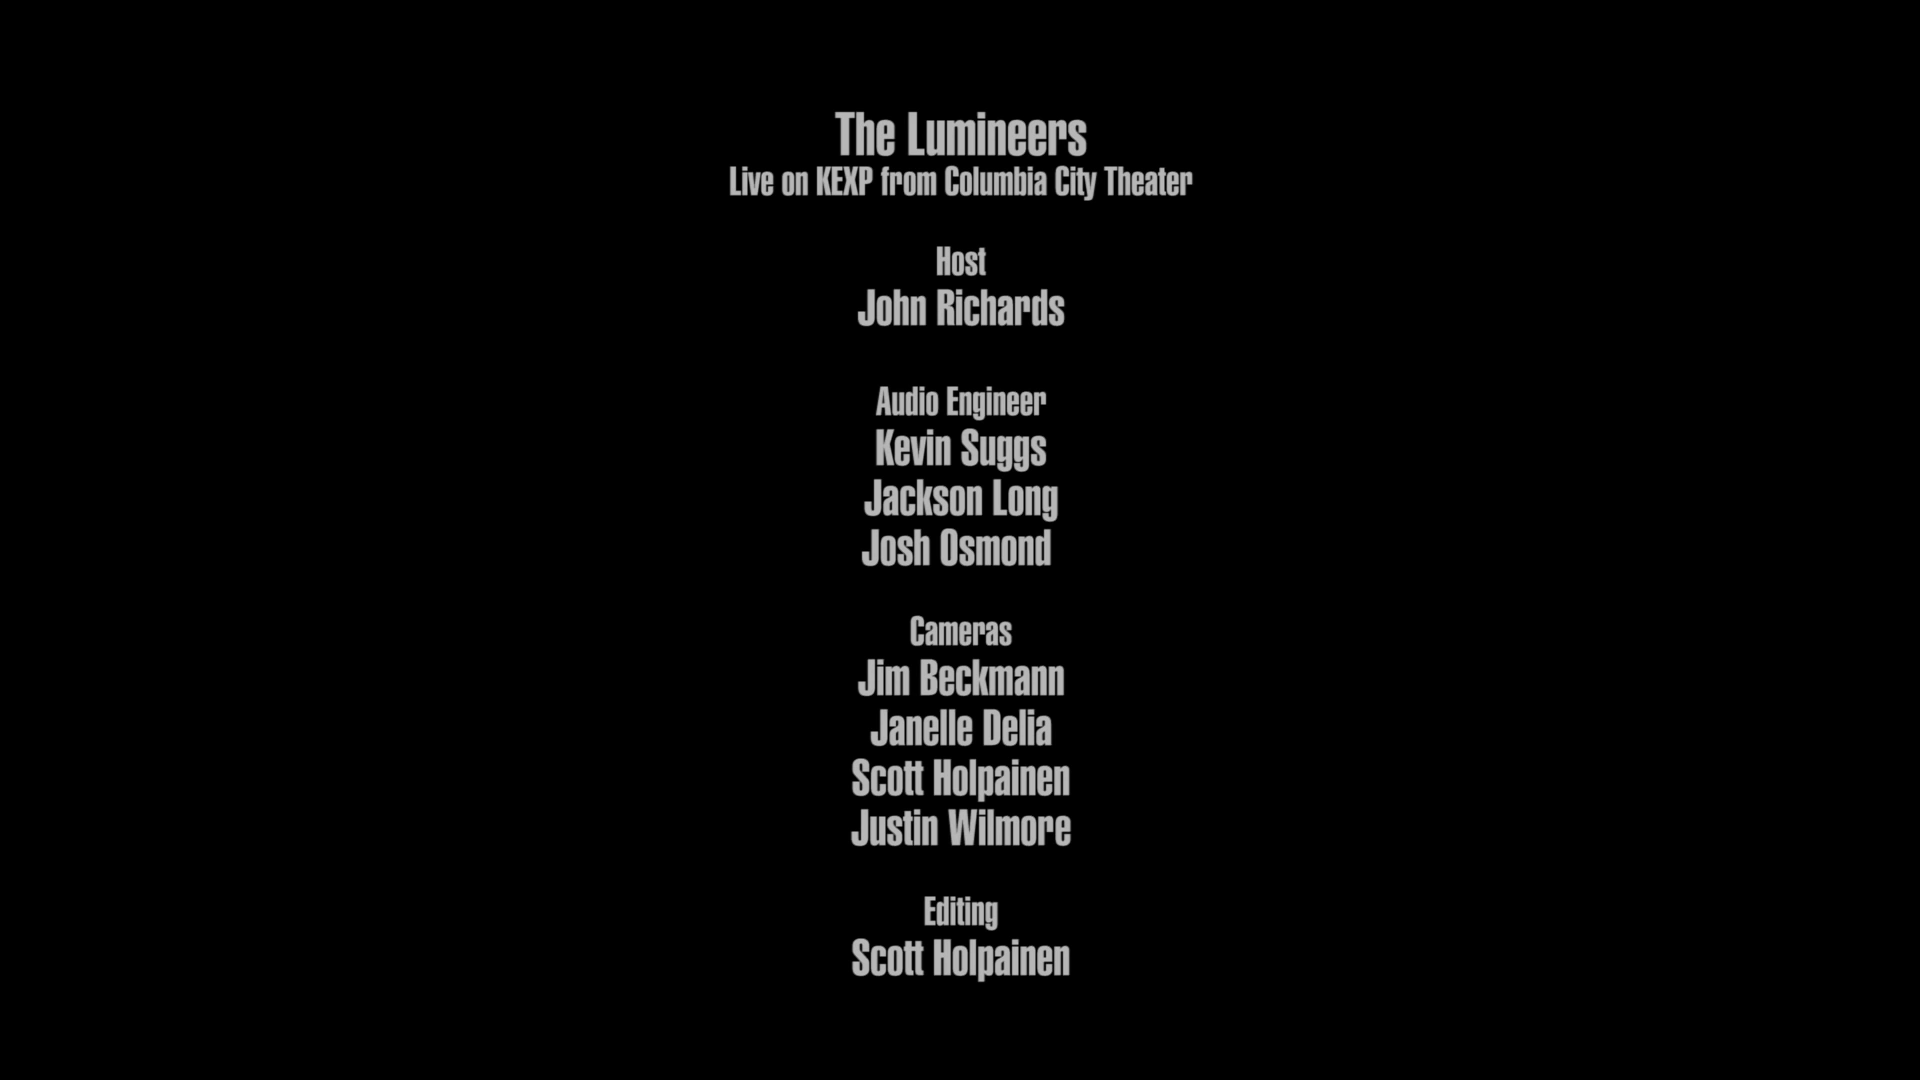 The Lumineers
Live on KEXP from Columbia City Theater
Host
John Richards
Audio Engineer
Kevin Suggs
Jackson Long
Josh Osmond
Cameras
Jim Beckmann
Janelle Delia
Scott Holpainen
Justin Wilmore
Editing
Scott Holpainen